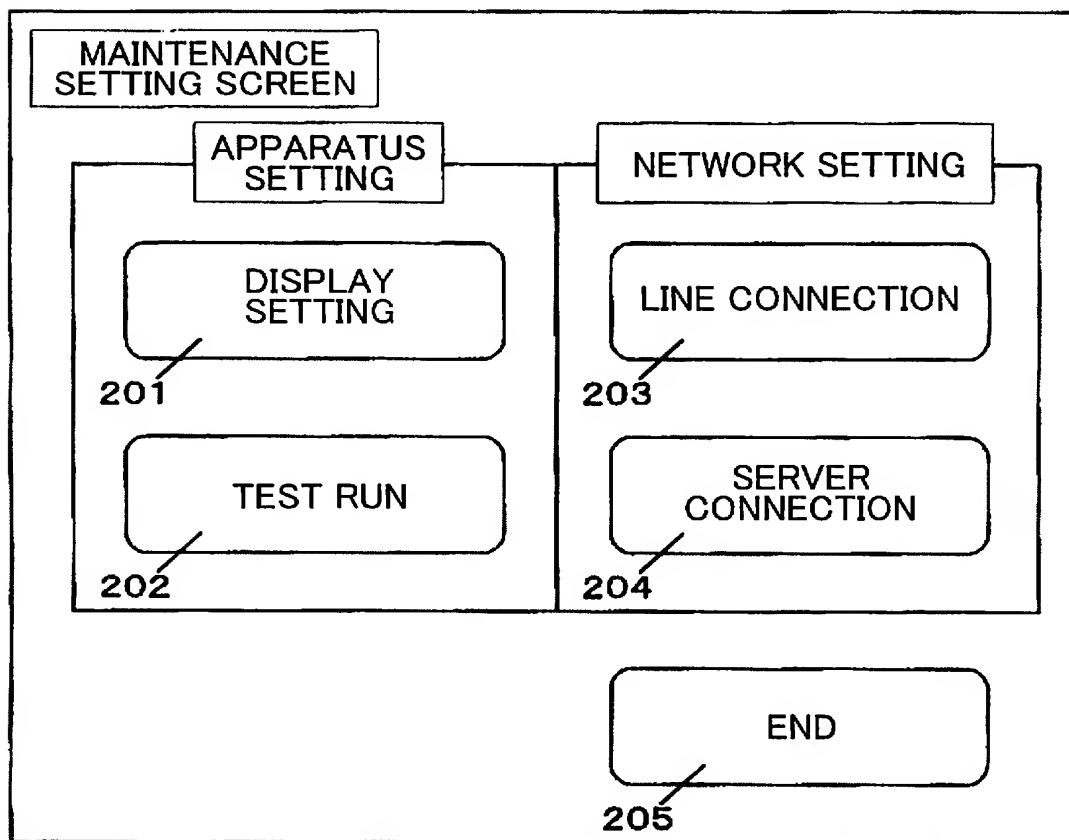 MAINTENANCE
SETTING SCREEN
APPARATUS
SETTING
DISPLAY
SETTING
201
TEST RUN
202
NETWORK SETTING
LINE CONNECTION
203
SERVER
CONNECTION
204
END
205